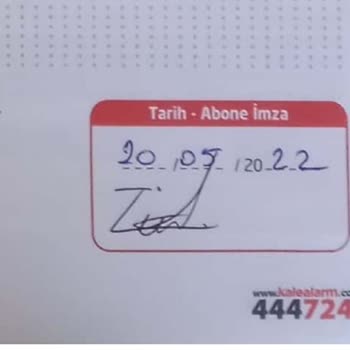 Tarih - Abone İmza
20 / 05 / 2022
www.kalealarm.co
444724